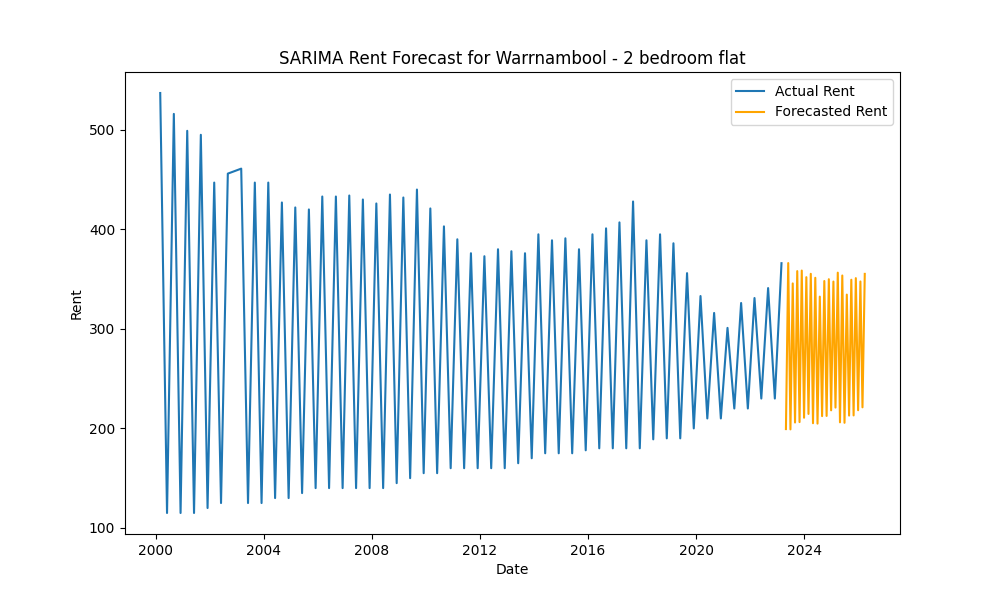 SARIMA Rent Forecast for Warrnambool - 2 bedroom flat
Actual Rent
Forecasted Rent
500
400
300
200
100
Rent
2000 2004 2008 2012 2016 2020 2024
Date